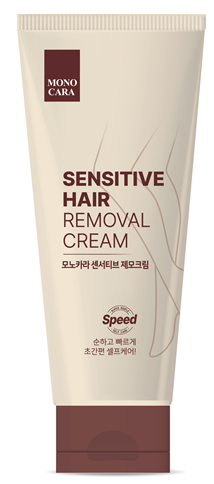 MONO
CARA
SENSITIVE
HAIR
REMOVAL
CREAM
모노카라 센서티브 제모크림
Speed
순하고 빠르게
초간편 셀프케어!